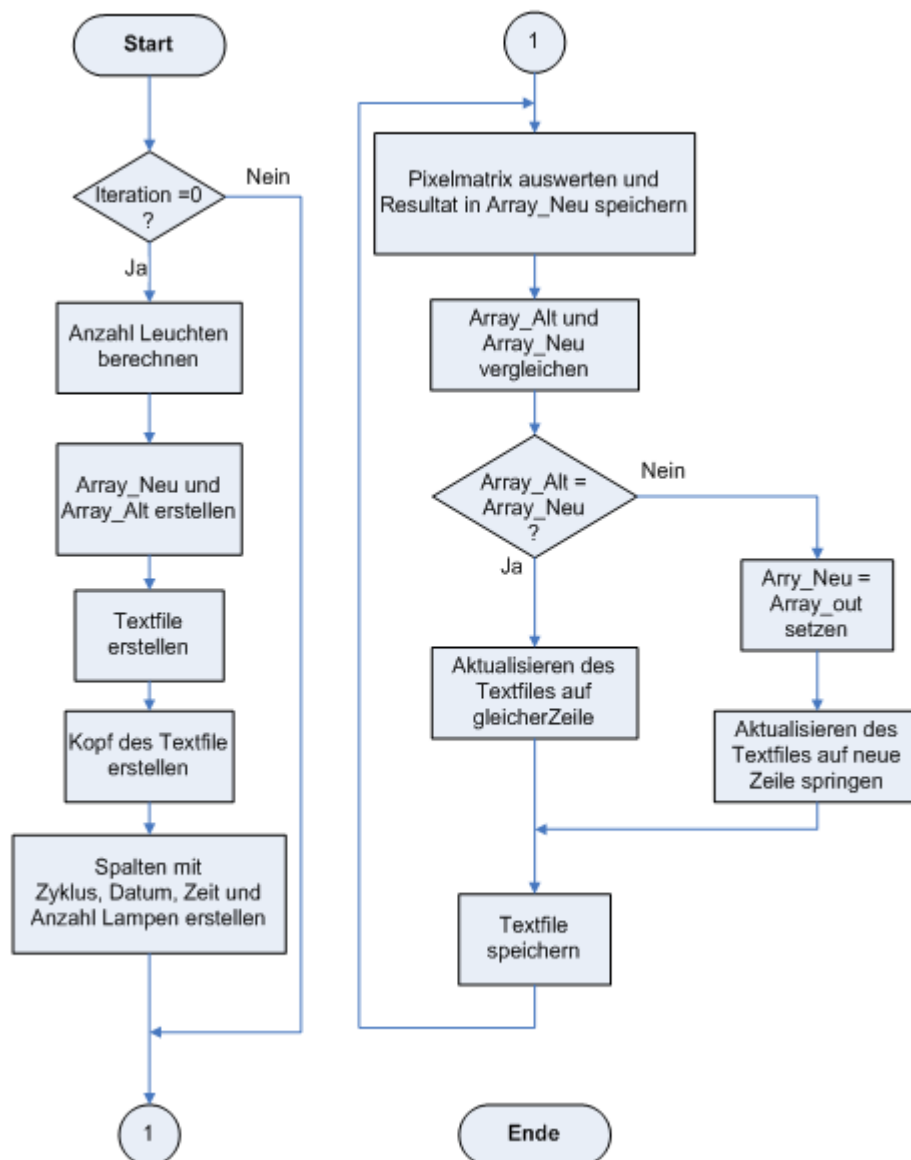 Start
Iteration =0
?
Nein
Ja
Anzahl Leuchten
berechnen
Array_Neu und
Array_Alt erstellen
Textfile
erstellen
Kopf des Textfile
erstellen
Spalten mit
Zyklus, Datum, Zeit und
Anzahl Lampen erstellen
1
1
Pixelmatrix auswerten und
Resultat in Array_Neu speichern
Array_Alt und
Array_Neu
vergleichen
Array_Alt =
Array_Neu
?
Nein
Ja
Arry_Neu =
Array_out
setzen
Aktualisieren des
Textfiles auf
gleicherZeile
Aktualisieren des
Textfiles auf neue
Zeile springen
Textfile
speichern
Ende